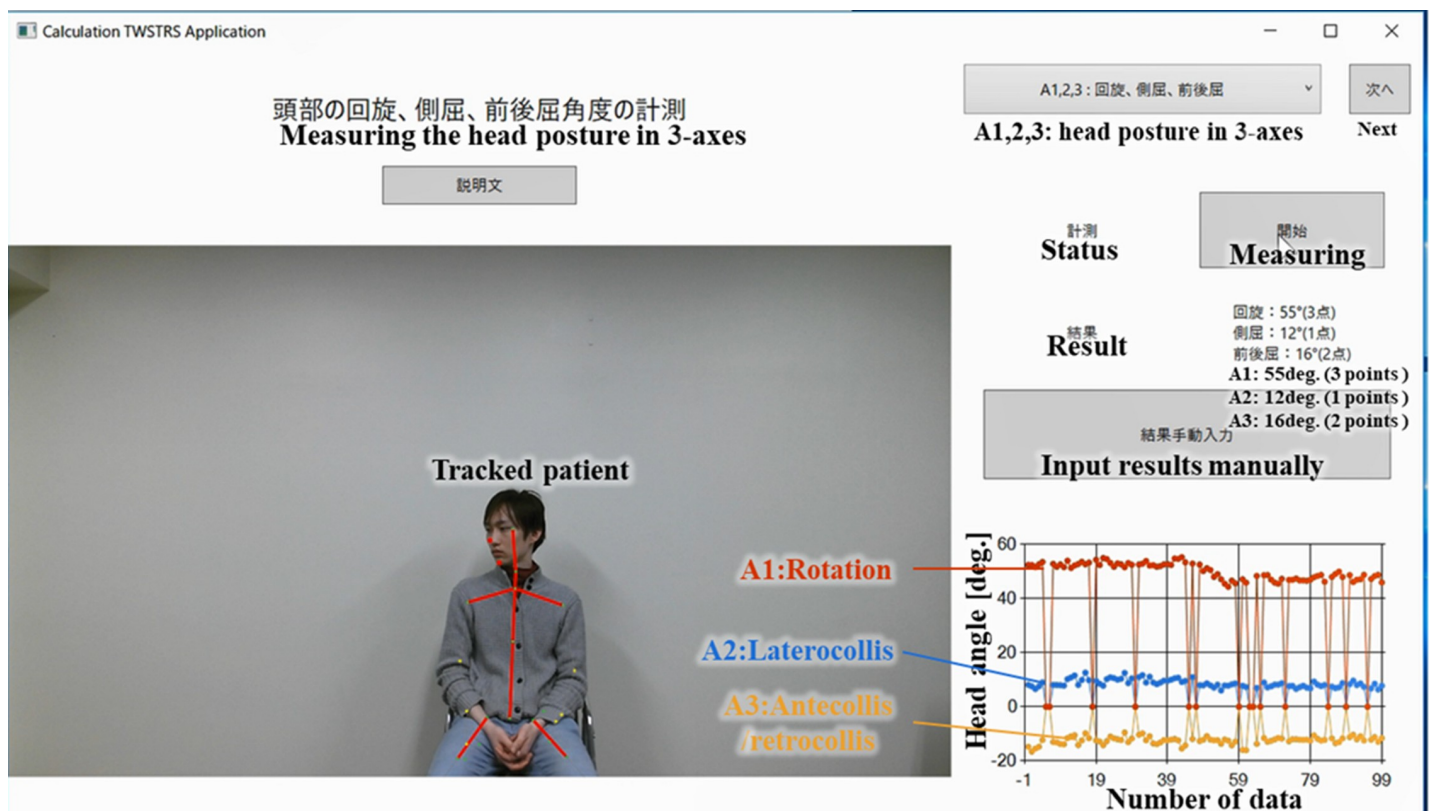 Calculation TWSTRS Application
頭部の回旋、側屈、前後屈角度の計測
Measuring the head posture in 3-axes
説明文
A1,2,3 : 回旋、側屈、前後屈
次へ
A1,2,3: head posture in 3-axes
Next
計測
Status
開始
Measuring
結果
Result
回旋：55°(3点)
側屈：12°(1点)
前後屈：16°(2点)
A1: 55deg. (3 points )
A2: 12deg. (1 points )
A3: 16deg. (2 points )
結果手動入力
Input results manually
Tracked patient
A1:Rotation
A2:Laterocollis
A3:Antecollis
/retrocollis
Head angle [deg.]
60
40
20
0
-20
-1 19 39 59 79 99
Number of data